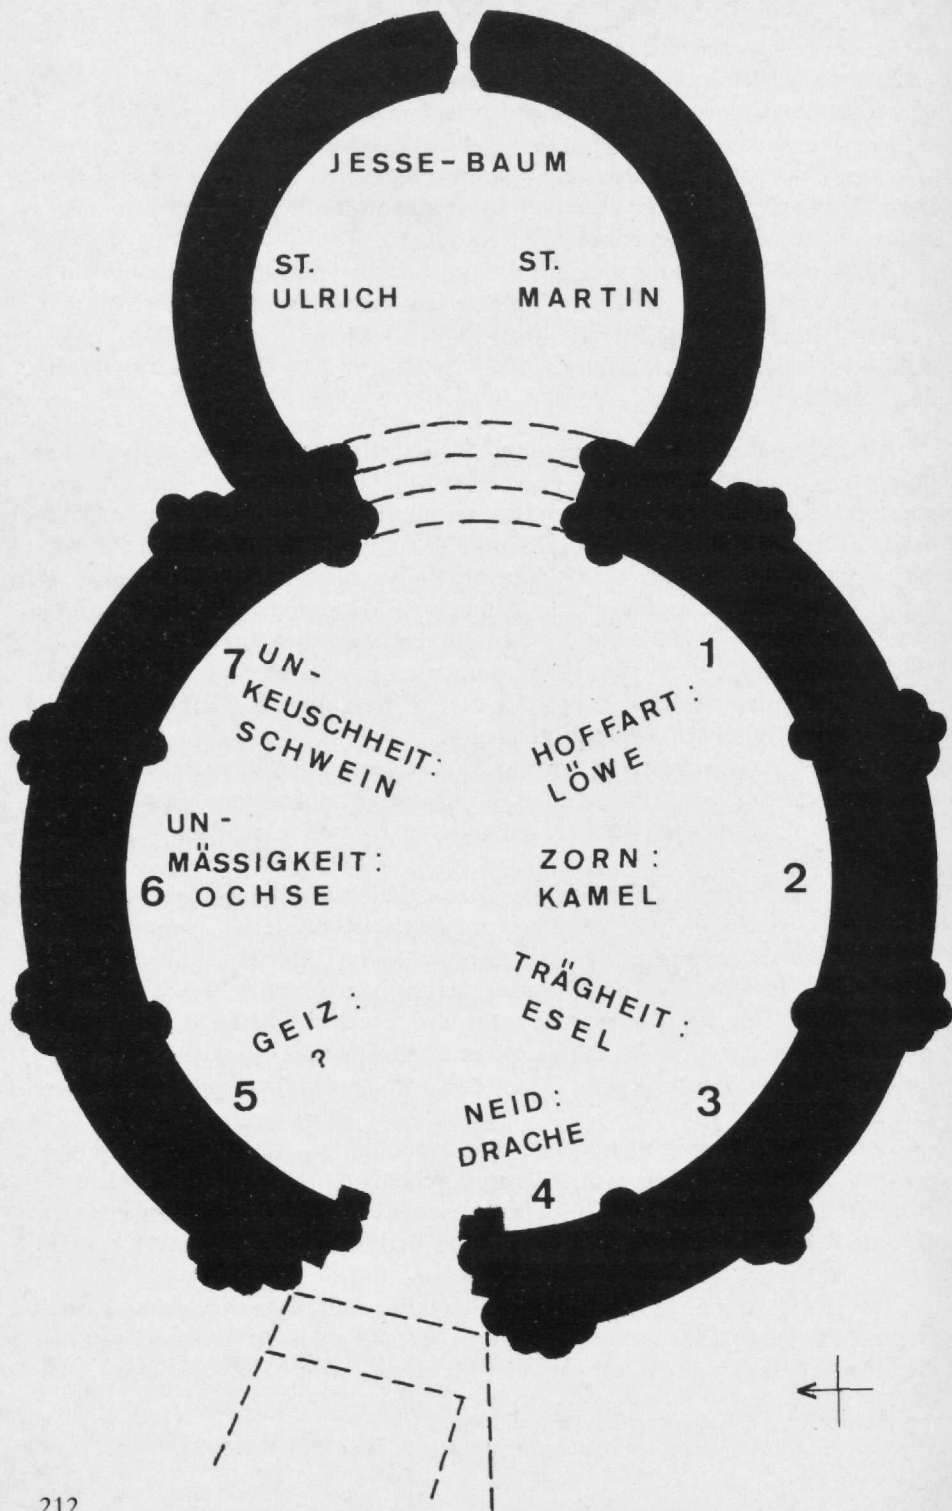 JESSE-BAUM
ST.
ULRICH
ST.
MARTIN
1
HOFFART:
LÖWE
2
ZORN:
KAMEL
3
TRÄGHEIT:
ESEL
4
NEID:
DRACHE
5
GEIZ:
?
6
UN-
MÄSSIGKEIT:
OCHSE
7
UN-
KEUSCHHEIT:
SCHWEIN
212